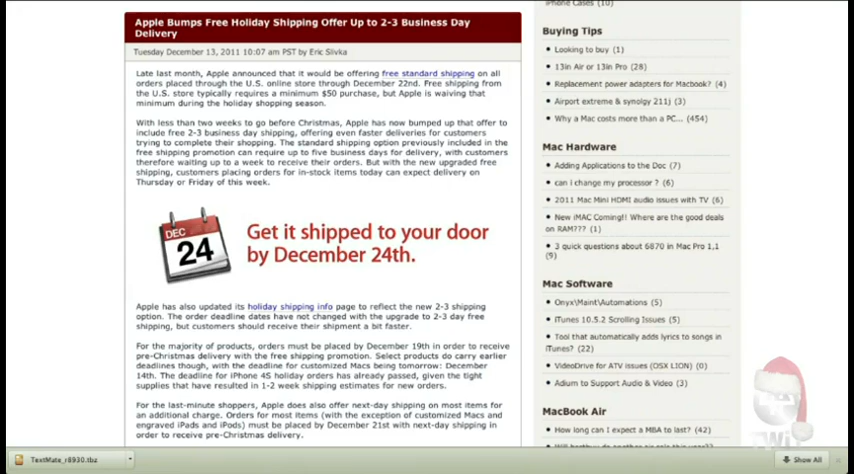 iPhone Cases (10)
Apple Bumps Free Holiday Shipping Offer Up to 2-3 Business Day
Delivery
Tuesday December 13, 2011 10:07 am PST by Eric Slivka
Late last month, Apple announced that it would be offering free standard shipping on all
orders placed through the U.S. online store through December 22nd. Free shipping from
the U.S. store typically requires a minimum $50 purchase, but Apple is waiving that
minimum during the holiday shopping season.
With less than two weeks to go before Christmas, Apple has now bumped up that offer to
include free 2-3 business day shipping, offering even faster deliveries for customers
trying to complete their shopping. The standard shipping option previously included in the
free shipping promotion can require up to five business days for delivery, with customers
therefore waiting up to a week to receive their orders. But with the new upgraded free
shipping, customers placing orders for in-stock items today can expect delivery on
Thursday or Friday of this week.
DEC
24
Get it shipped to your door
by December 24th.
Apple has also updated its holiday shipping info page to reflect the new 2-3 shipping
option. The order deadline dates have not changed with the upgrade to 2-3 day free
shipping, but customers should receive their shipment a bit faster.
For the majority of products, orders must be placed by December 19th in order to receive
pre-Christmas delivery with the free shipping promotion. Select products do carry earlier
deadlines though, with the deadline for customized Macs being tomorrow: December
14th. The deadline for iPhone 4S holiday orders has already passed, given the tight
supplies that have resulted in 1-2 week shipping estimates for new orders.
For the last-minute shoppers, Apple does also offer next-day shipping on most items for
an additional charge. Orders for most items (with the exception of customized Macs and
engraved iPads and iPods) must be placed by December 21st with next-day shipping in
order to receive pre-Christmas delivery.
Buying Tips
Looking to buy (1)
13in Air or 13in Pro (28)
Replacement power adapters for Macbook? (4)
Airport extreme & synolgy 211j (3)
Why a Mac costs more than a PC... (454)
Mac Hardware
Adding Applications to the Doc (7)
can i change my processor ? (6)
2011 Mac Mini HDMI audio issues with TV (6)
New iMAC Coming!! Where are the good deals
on RAM??? (1)
3 quick questions about 6870 in Mac Pro 1,1
(9)
Mac Software
Onyx\Maint\Automations (5)
iTunes 10.5.2 Scrolling Issues (5)
Tool that automatically adds lyrics to songs in
iTunes? (22)
VideoDrive for ATV issues (OSX LION) (0)
Adium to Support Audio & Video (3)
MacBook Air
How long can I expect a MBA to last? (42)
TWiT
TextMate_r8930.tbz
Show All